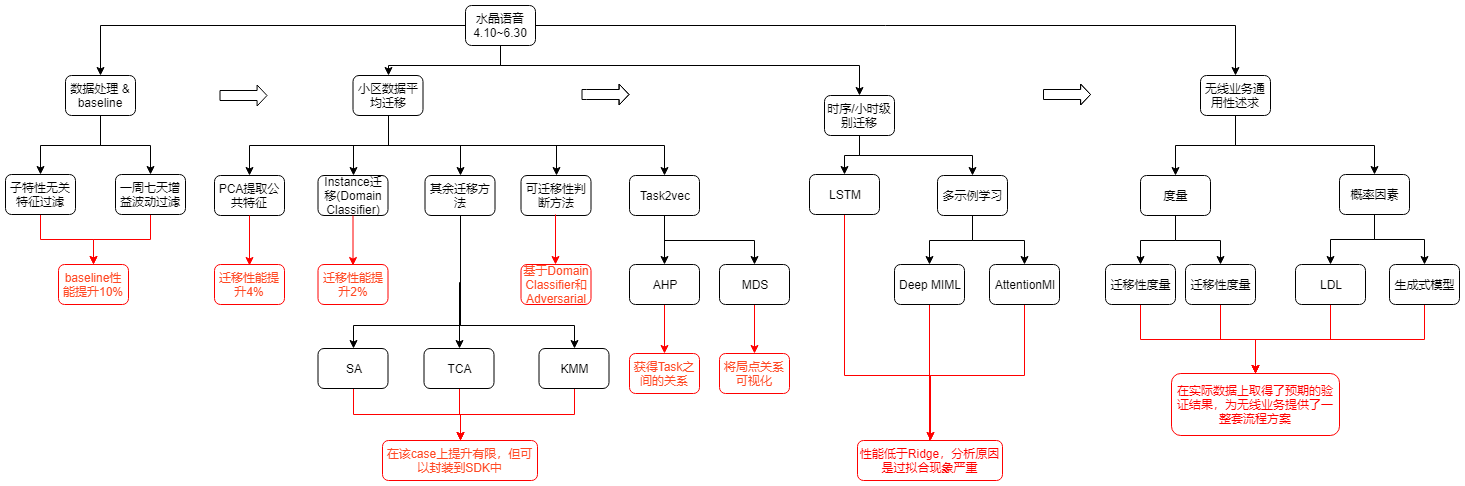 水晶语音
4.10~6.30
数据处理 &
baseline
小区数据平
均迁移
时序/小时级
别迁移
无线业务通
用性述求
子特性无关
特征过滤
一周七天增
益波动过滤
PCA提取公
共特征
Instance迁
移(Domain
Classifier)
其余迁移方
法
可迁移性判
断方法
Task2vec
LSTM
多示例学习
度量
概率因素
baseline性
能提升10%
迁移性能提
升4%
迁移性能提
升2%
基于Domain
Classifier和
Adversarial
AHP
MDS
Deep MIML
AttentionMI
迁移性度量
迁移性度量
LDL
生成式模型
SA
TCA
KMM
获得Task之
间的关系
将局点关系
可视化
在该case上提升有限，但可
以封装到SDK中
性能低于Ridge，分析原因
是过拟合现象严重
在实际数据上取得了预期的验
证结果，为无线业务提供了一
整套流程方案